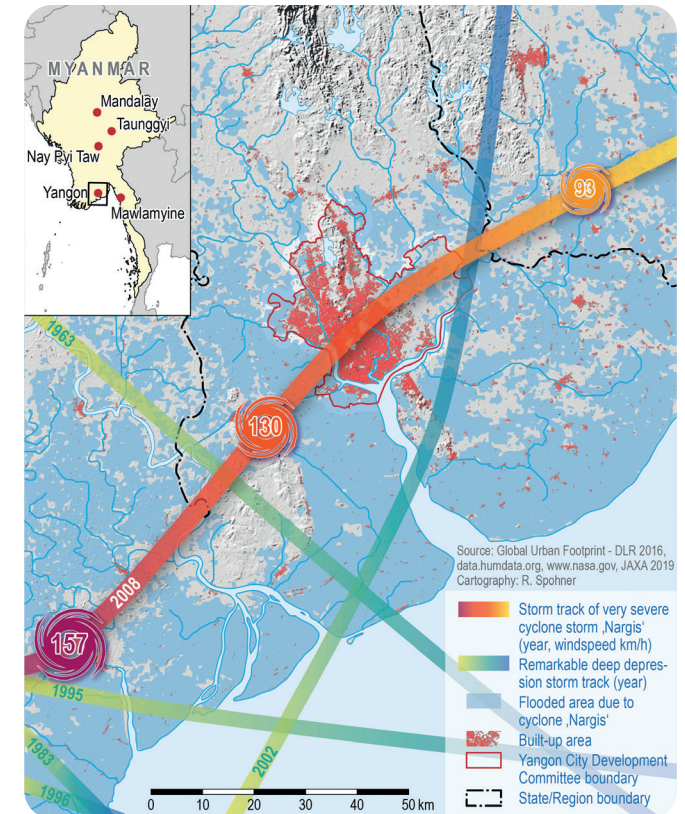 MYANMAR
Mandalay
Taunggyi
Nay Pyi Taw
Yangon
Mawlamyine
93
1963
130
2008
157
1995
1983
1996
2002
Source: Global Urban Footprint - DLR 2016,
data.humdata.org, www.nasa.gov, JAXA 2019
Cartography: R. Spohner
Storm track of very severe
cyclone storm ‚Nargis‘
(year, windspeed km/h)
Remarkable deep depres-
sion storm track (year)
Flooded area due to
cyclone ‚Nargis‘
Built-up area
Yangon City Development
Committee boundary
State/Region boundary
0 10 20 30 40 50 km